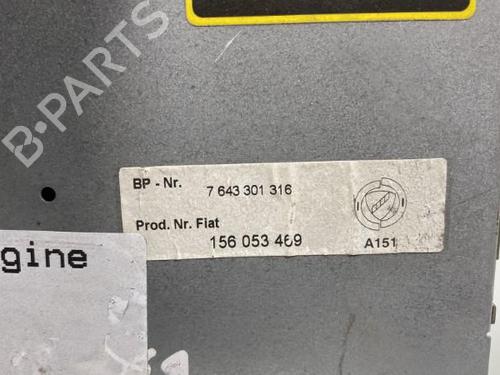 B-PARTS
BP - Nr. 7 643 301 316
Prod. Nr. Fiat
156 053 469 A151
gine